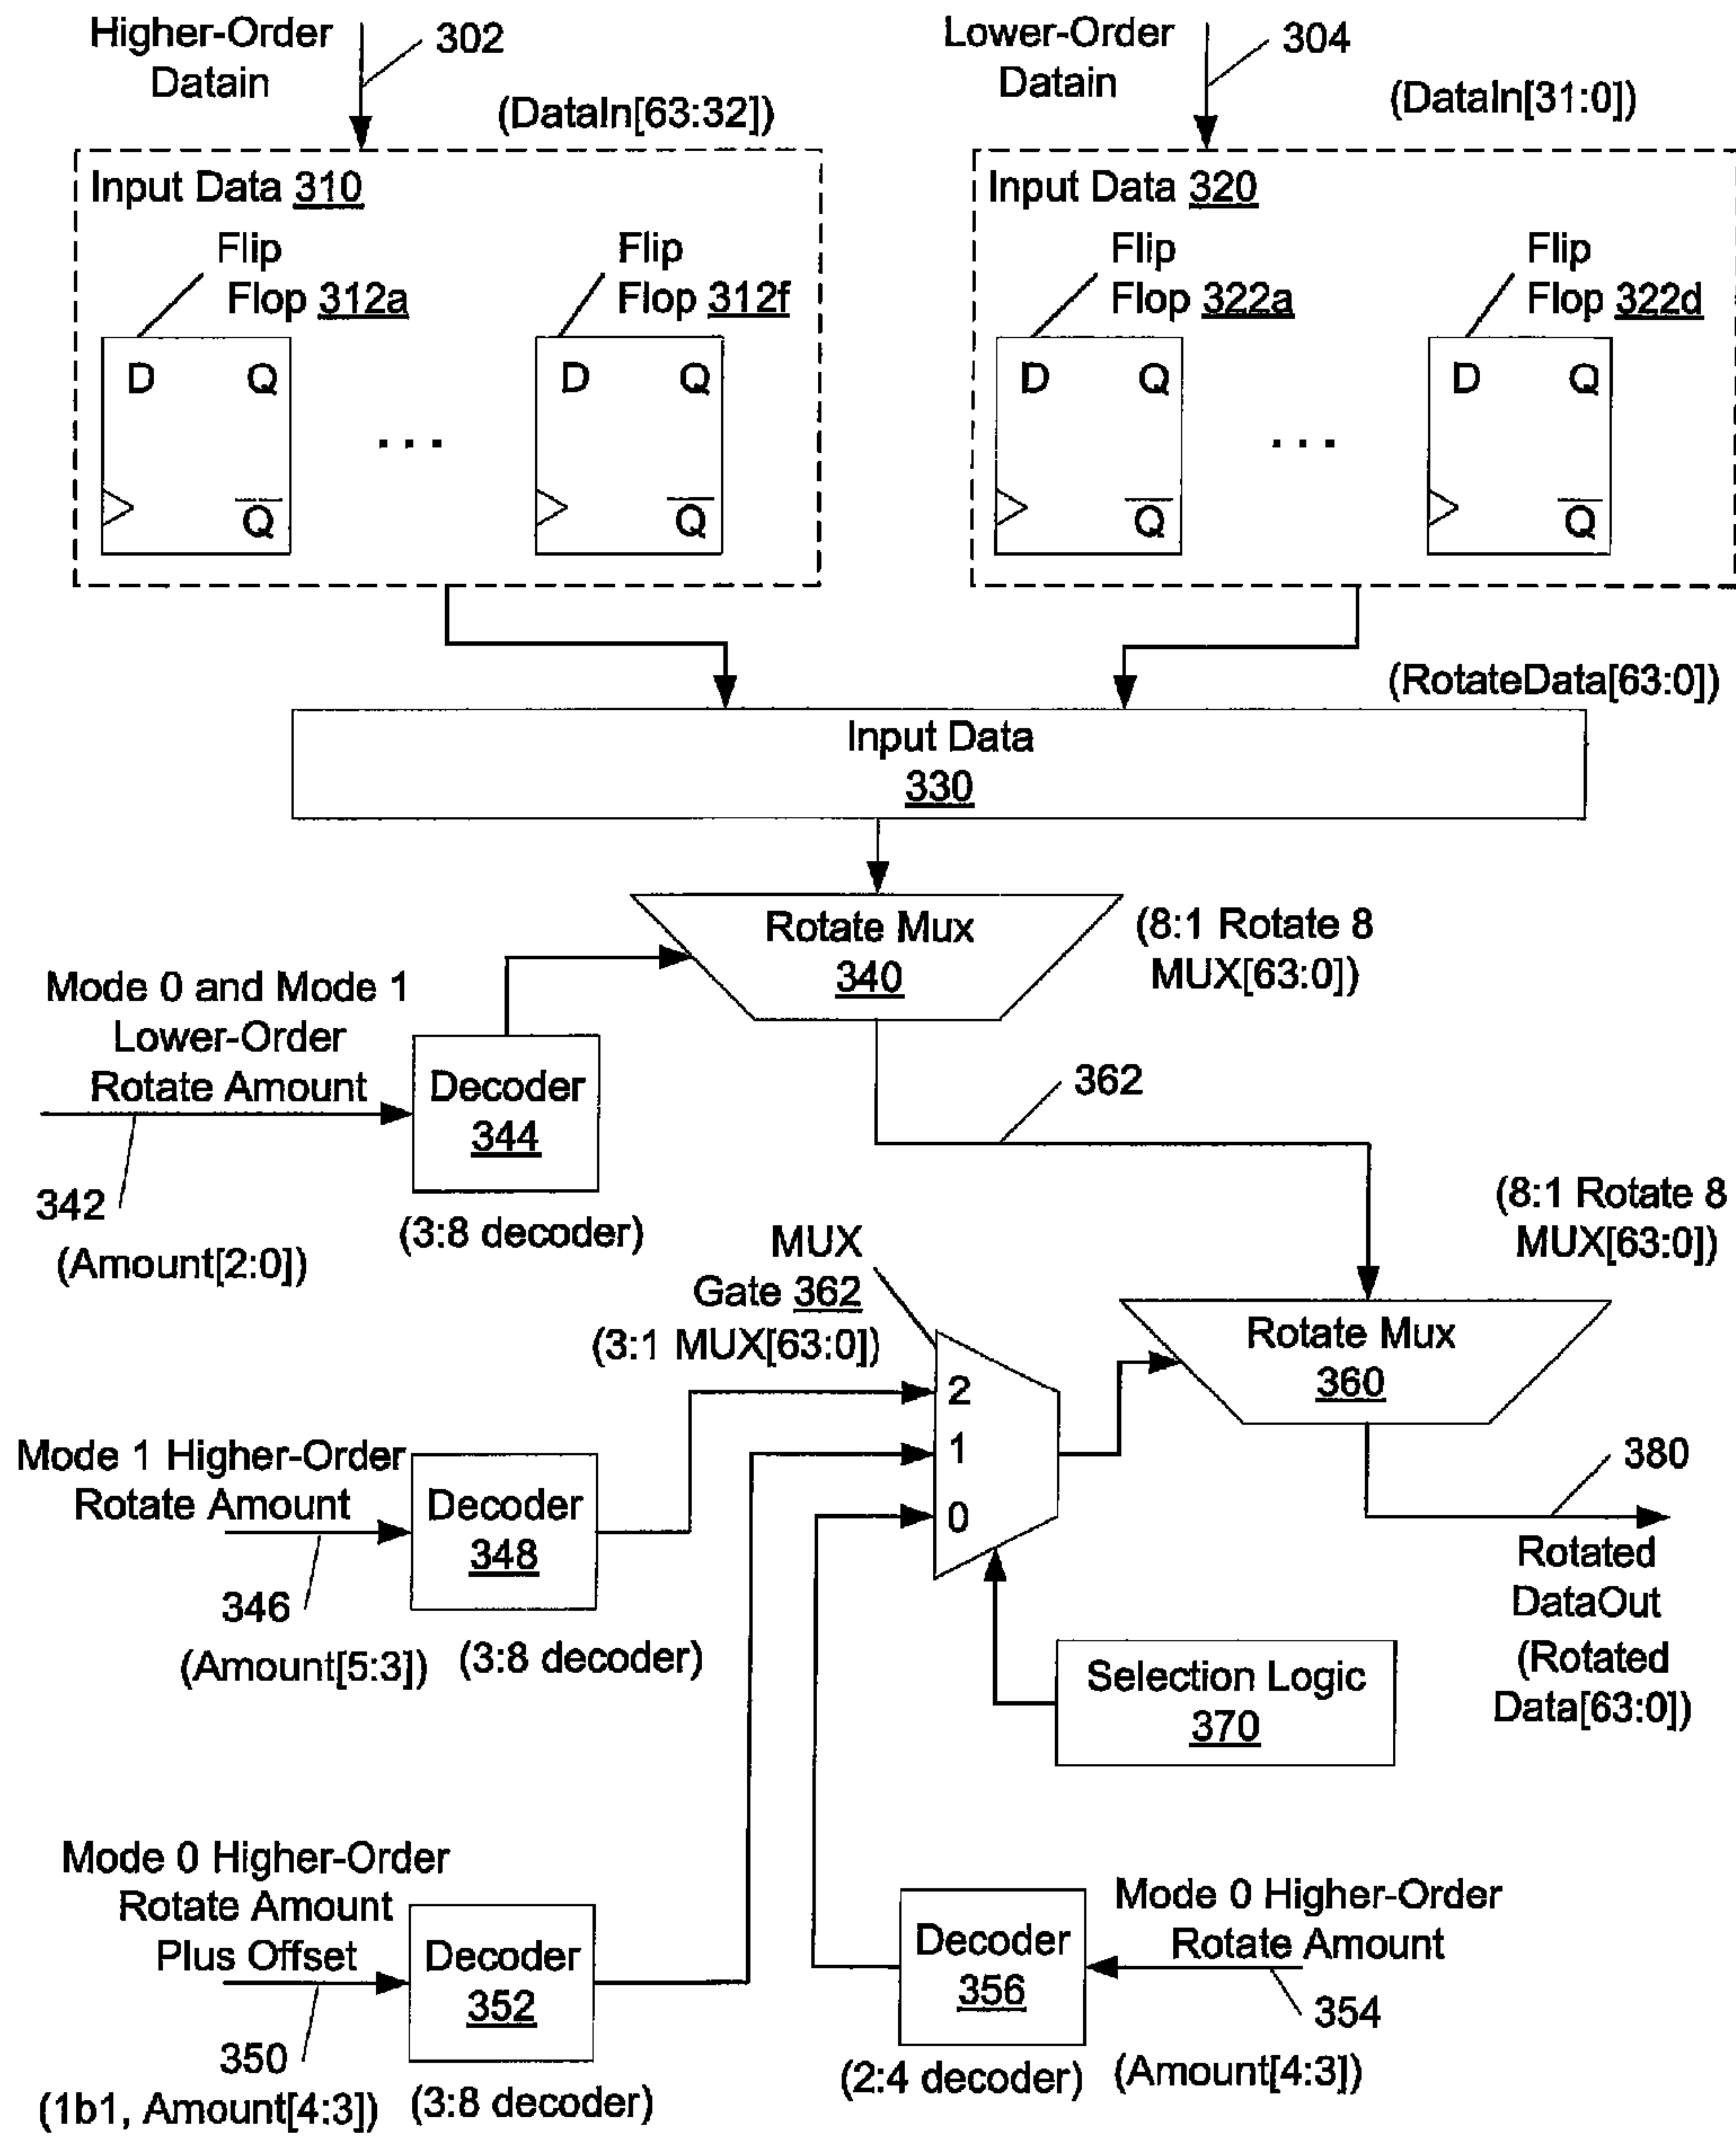 Higher-Order
Datain
302
(DataIn[63:32])
Lower-Order
Datain
304
(DataIn[31:0])
Input Data 310
Flip
Flop 312a
Flip
Flop 312f
D Q
Q
D Q
Q
...
Input Data 320
Flip
Flop 322a
Flip
Flop 322d
D Q
Q
D Q
Q
...
(RotateData[63:0])
Input Data
330
Rotate Mux
340
(8:1 Rotate 8
MUX[63:0])
Mode 0 and Mode 1
Lower-Order
Rotate Amount
342
(Amount[2:0])
Decoder
344
(3:8 decoder)
362
(8:1 Rotate 8
MUX[63:0])
MUX
Gate 362
(3:1 MUX[63:0])
2
1
0
Rotate Mux
360
380
Rotated
DataOut
(Rotated
Data[63:0])
Mode 1 Higher-Order
Rotate Amount
346
(Amount[5:3])
Decoder
348
(3:8 decoder)
Selection Logic
370
Mode 0 Higher-Order
Rotate Amount
Plus Offset
350
(1b1, Amount[4:3])
Decoder
352
(3:8 decoder)
Decoder
356
(2:4 decoder)
Mode 0 Higher-Order
Rotate Amount
354
(Amount[4:3])